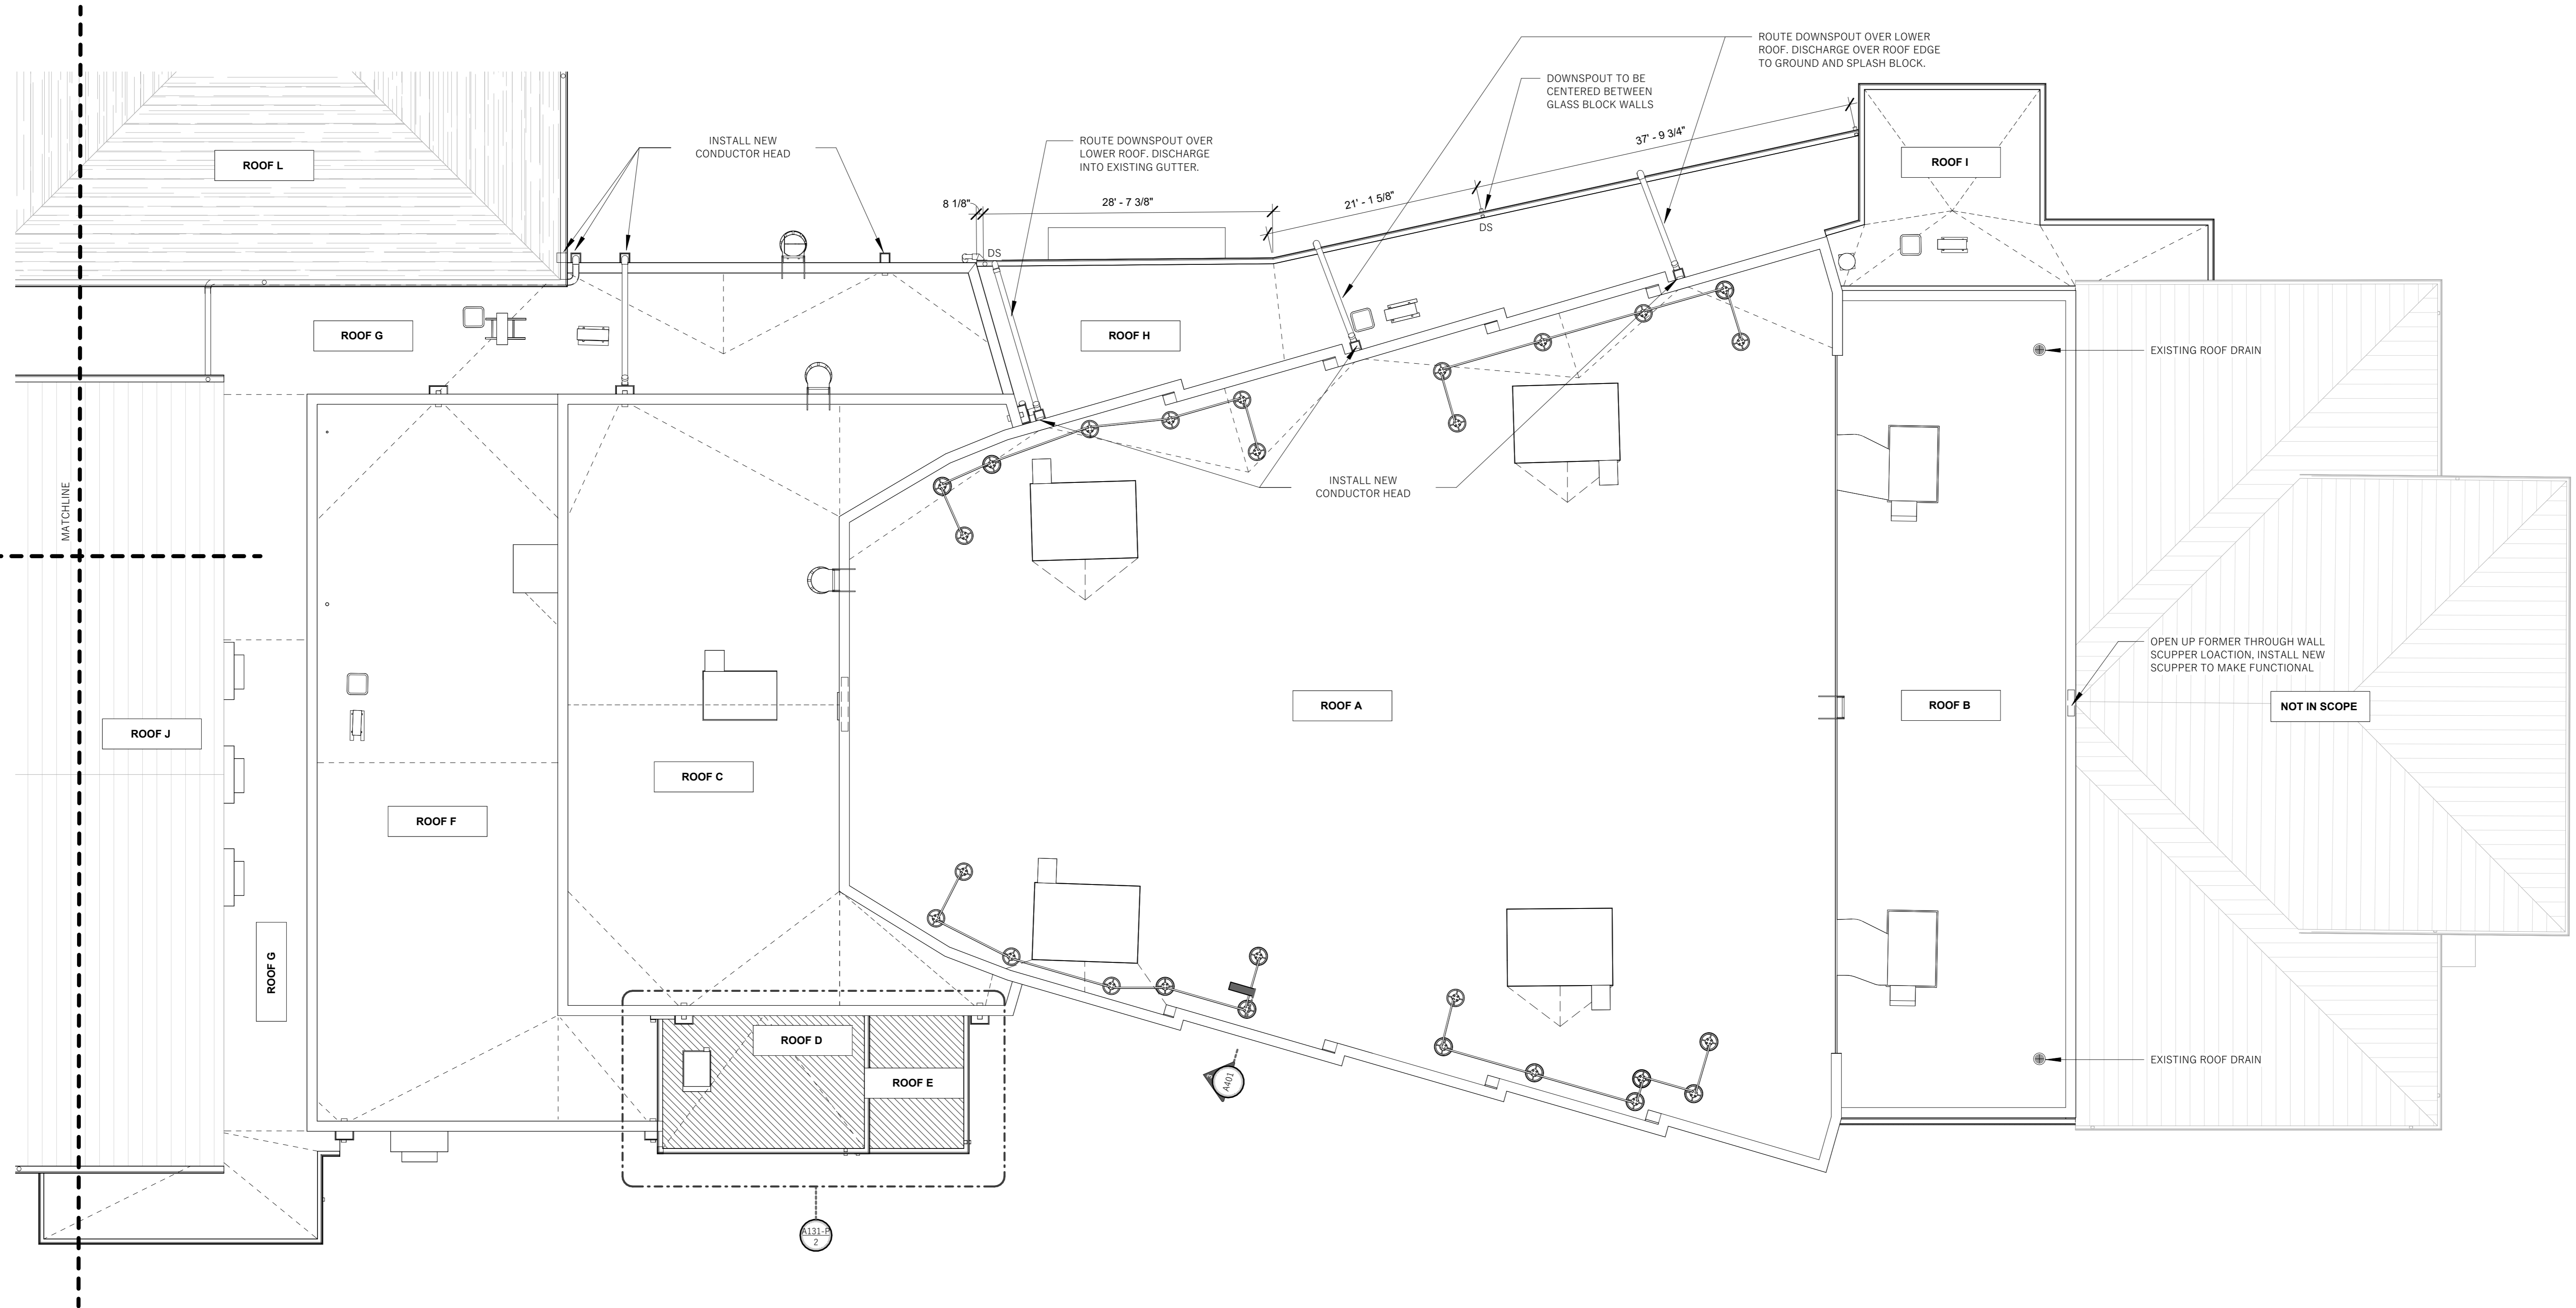 ROUTE DOWNSPOUT OVER LOWER
ROOF. DISCHARGE OVER ROOF EDGE
TO GROUND AND SPLASH BLOCK.
DOWNSPOUT TO BE
CENTERED BETWEEN
GLASS BLOCK WALLS
INSTALL NEW
CONDUCTOR HEAD
ROUTE DOWNSPOUT OVER
LOWER ROOF. DISCHARGE
INTO EXISTING GUTTER.
37' - 9 3/4"
ROOF L
ROOF I
8 1/8"
28' - 7 3/8"
21' - 1 5/8"
DS
DS
ROOF G
ROOF H
EXISTING ROOF DRAIN
MATCHLINE
INSTALL NEW
CONDUCTOR HEAD
OPEN UP FORMER THROUGH WALL
SCUPPER LOACTION, INSTALL NEW
SCUPPER TO MAKE FUNCTIONAL
ROOF J
ROOF A
ROOF B
NOT IN SCOPE
ROOF C
ROOF F
ROOF G
ROOF D
ROOF E
EXISTING ROOF DRAIN
A401
A131-P
2